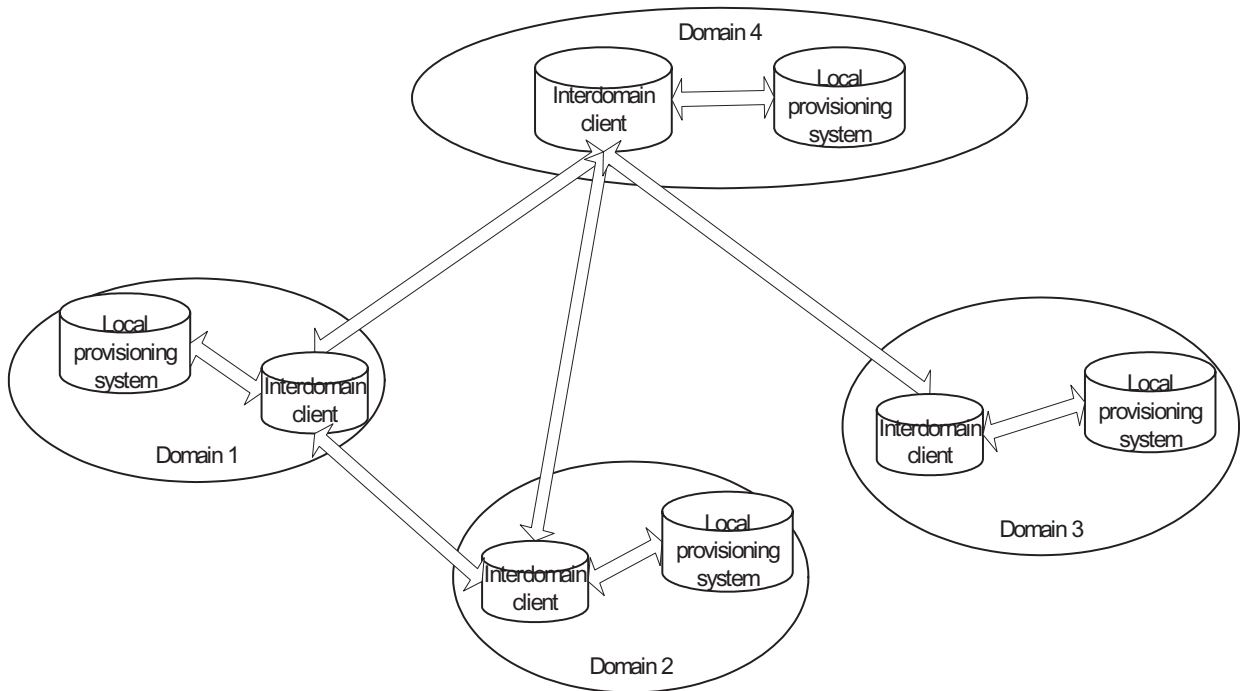 Domain 4
Interdomain
client
Local
provisioning
system
Local
provisioning
system
Interdomain
client
Domain 1
Local
provisioning
system
Interdomain
client
Domain 3
Local
provisioning
system
Interdomain
client
Domain 2